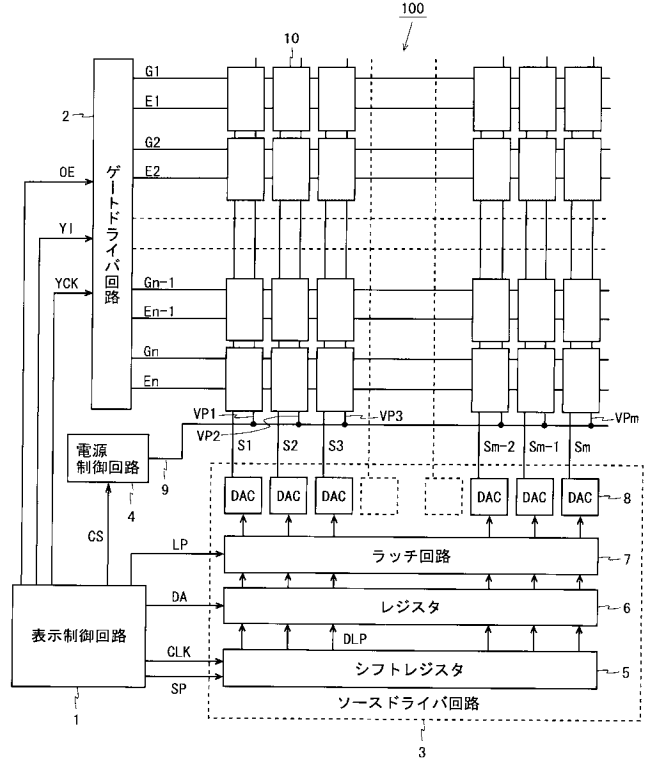 100
10
G1
2
E1
G2
OE
E2
ゲートドライバ回路
YI
YCK
Gn-1
En-1
Gn
En
VP1
VP2
VP3
VPm
電源
制御回路
9
4
S1
S2
S3
Sm-2
Sm-1
Sm
DAC
DAC
DAC
DAC
DAC
DAC
8
CS
LP
ラッチ回路
7
DA
レジスタ
6
表示制御回路
DLP
CLK
シフトレジスタ
5
SP
ソースドライバ回路
1
3